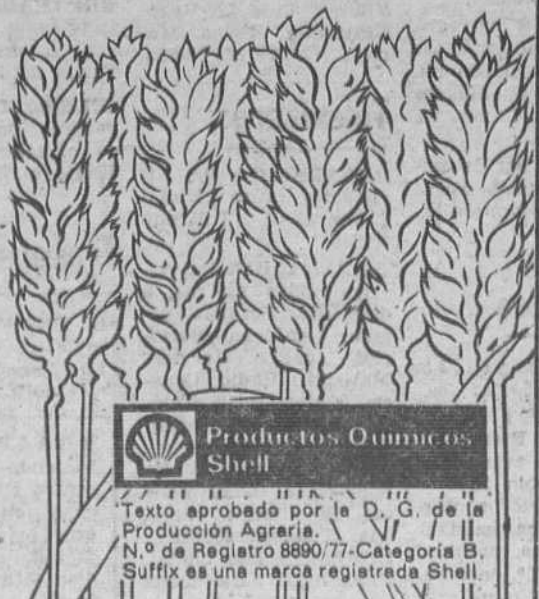 Productos Quimicos
Shell
Texto aprobado por la D. G. de la
Producción Agraria.
N.º de Registro 8890/77-Categoría B.
Suffix es una marca registrada Shell